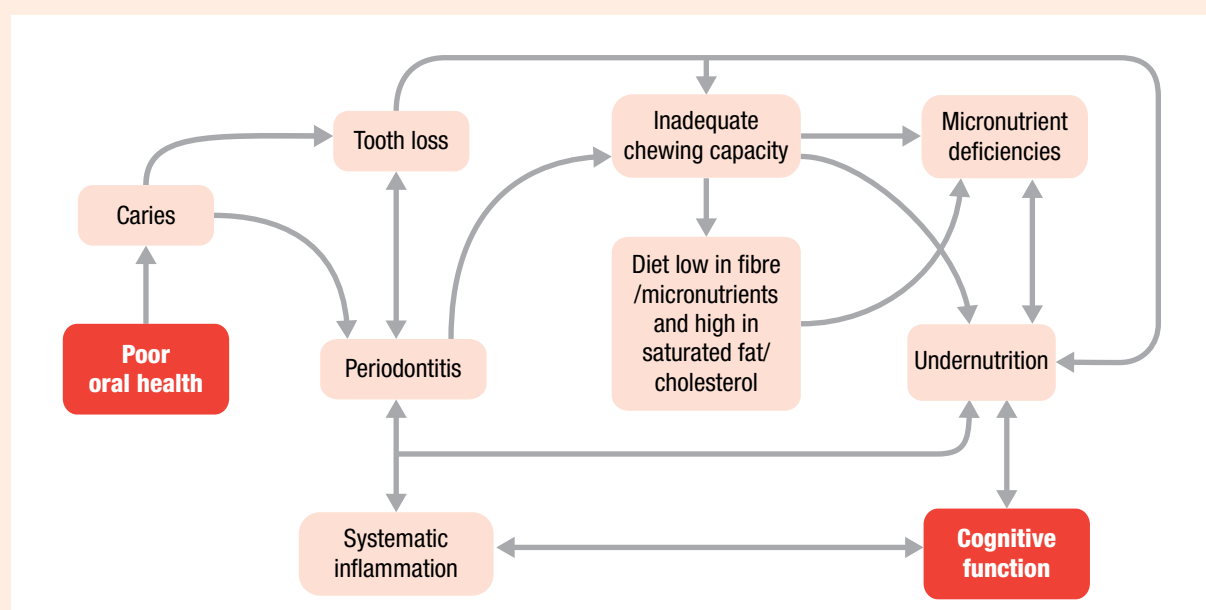 Tooth loss
Inadequate
chewing capacity
Micronutrient
deficiencies
Caries
Diet low in fibre
/micronutrients
and high in
saturated fat/
cholesterol
Poor
oral health
Periodontitis
Undernutrition
Systematic
inflammation
Cognitive
function